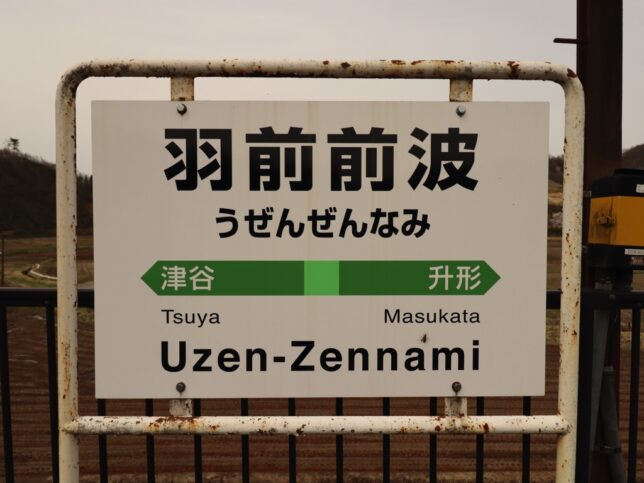 羽前前波
うぜんぜんなみ
津谷 升形
Tsuya Masukata
Uzen-Zennami